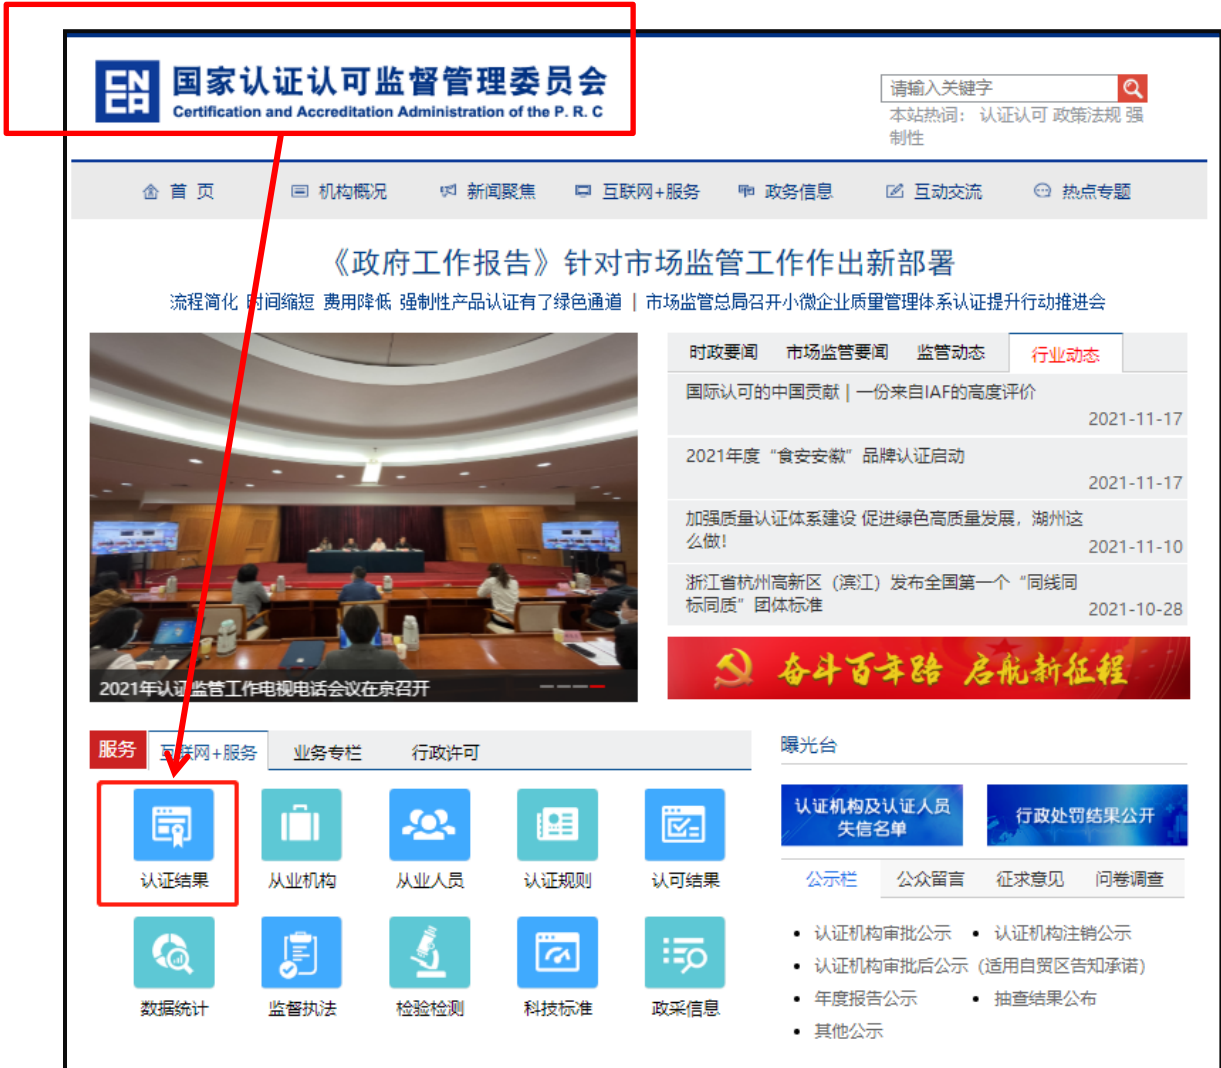 国家认证认可监督管理委员会
Certification and Accreditation Administration of the P. R. C
请输入关键字
本站热词： 认证认可 政策法规 强
制性
首 页 机构概况 新闻聚焦 互联网+服务 政务信息 互动交流 热点专题
《政府工作报告》针对市场监管工作作出新部署
流程简化 时间缩短 费用降低 强制性产品认证有了绿色通道 | 市场监管总局召开小微企业质量管理体系认证提升行动推进会
时政要闻 市场监管要闻 监管动态 行业动态
国际认可的中国贡献 | 一份来自IAF的高度评价
2021-11-17
2021年度“食安安徽”品牌认证启动
2021-11-17
加强质量认证体系建设 促进绿色高质量发展，湖州这
么做！
2021-11-10
浙江省杭州高新区（滨江）发布全国第一个“同线同
标同质”团体标准
2021-10-28
2021年认证监管工作电视电话会议在京召开
奋斗百年路 启航新征程
服务 互联网+服务 业务专栏 行政许可
认证结果 从业机构 从业人员 认证规则 认可结果
数据统计 监督执法 检验检测 科技标准 政采信息
曝光台
认证机构及认证人员
失信名单
行政处罚结果公开
公示栏 公众留言 征求意见 问卷调查
• 认证机构审批公示 • 认证机构注销公示
• 认证机构审批后公示 (适用自贸区告知承诺)
• 年度报告公示 • 抽查结果公布
• 其他公示